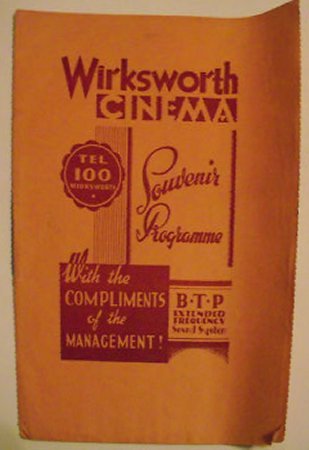 Wirksworth
CINEMA
TEL
100
WIRKSWORTH
Souvenir
Programme
With the
COMPLIMENTS
of the
MANAGEMENT!
B·T·P
EXTENDED
FREQUENCY
Sound System